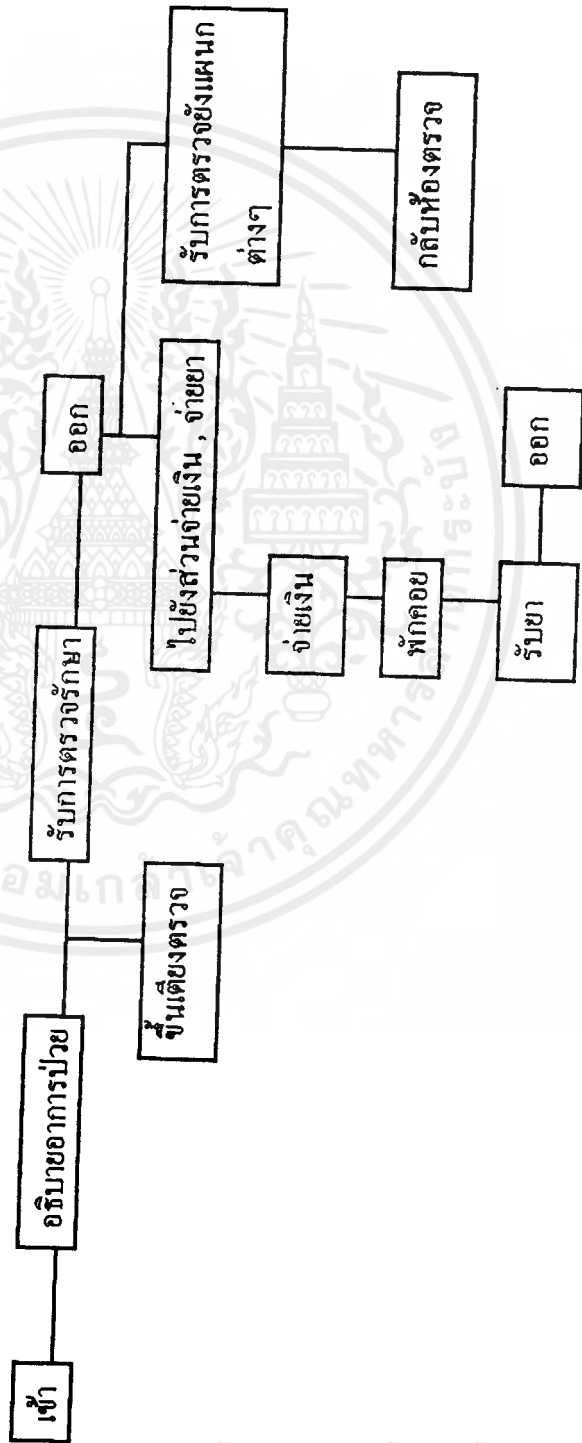 เข้า
อธิบายอาการป่วย
ขึ้นเตียงตรวจ
รับการตรวจรักษา
ออก
ไปยังส่วนจ่ายเงิน , จ่ายยา
จ่ายเงิน
พักคอย
รับยา
ออก
รับการตรวจยังแผนก
ต่างๆ
กลับห้องตรวจ